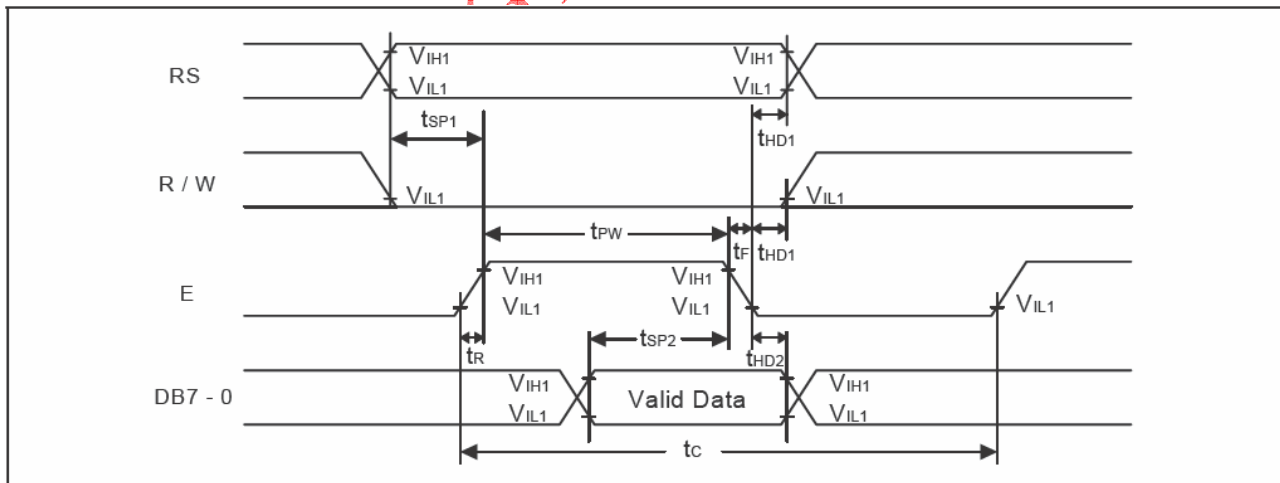 RS
VIH1
VIH1
VIL1
VIL1
tSP1
tHD1
R / W
VIL1
VIL1
tPW
tF
tHD1
E
VIH1
VIH1
VIL1
VIL1
VIL1
tR
tSP2
tHD2
DB7 - 0
VIH1
VIH1
Valid Data
VIL1
VIL1
tC